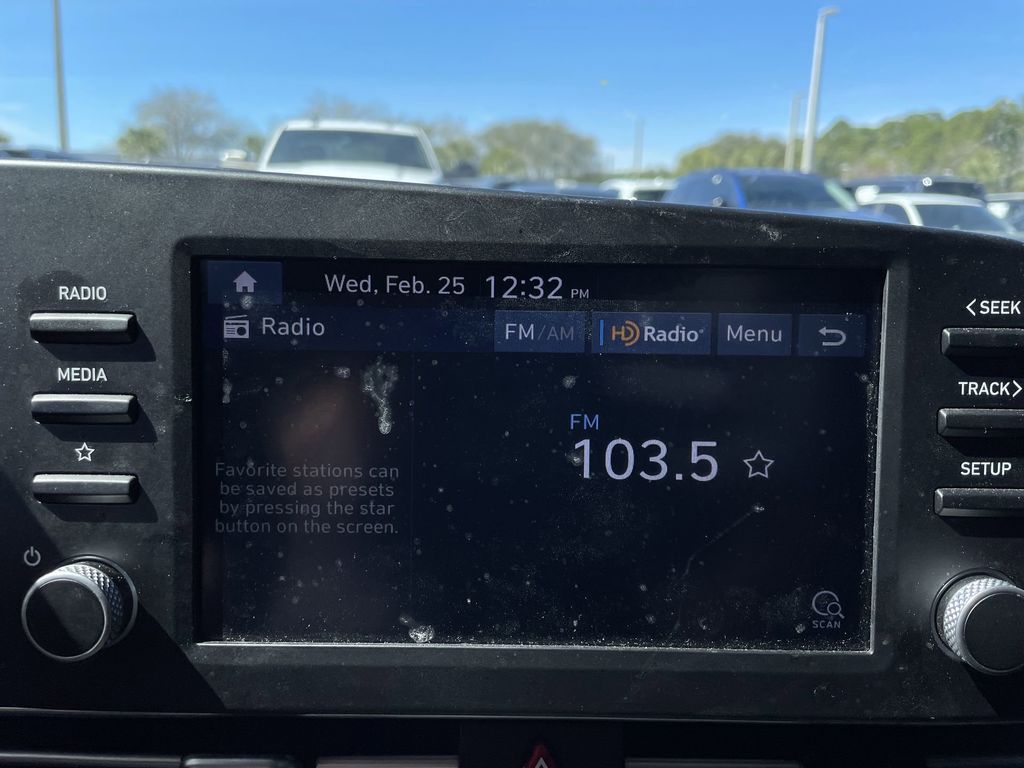 RADIO
MEDIA
Wed, Feb. 25 12:32 PM
Radio FM/AM HD Radio Menu
FM
103.5
Favorite stations can
be saved as presets
by pressing the star
button on the screen.
SCAN
<SEEK
TRACK>
SETUP